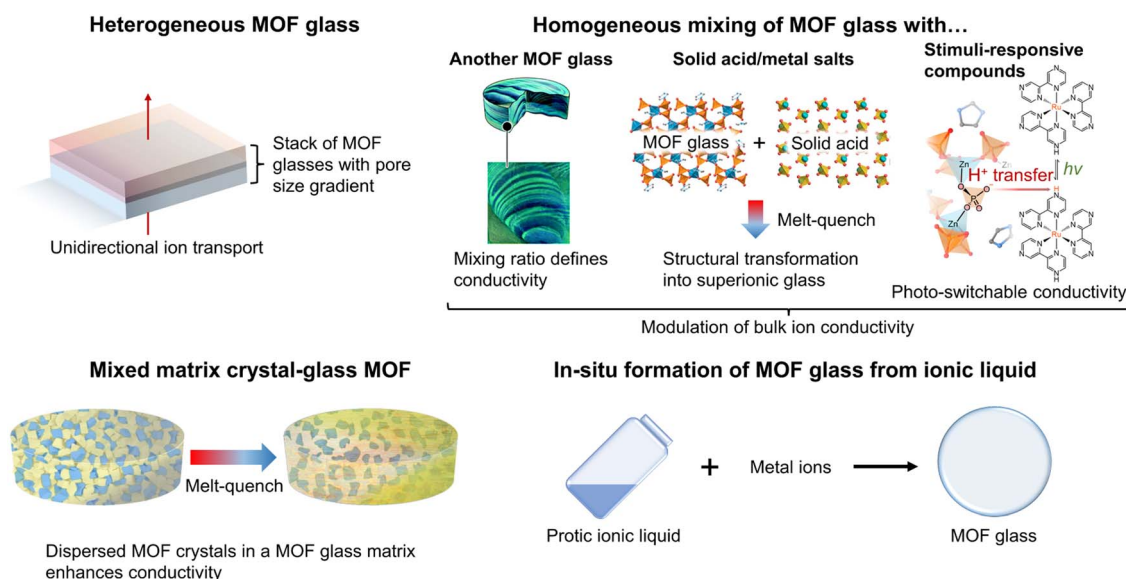 Heterogeneous MOF glass
Stack of MOF
glasses with pore
size gradient
Unidirectional ion transport
Homogeneous mixing of MOF glass with…
Another MOF glass
Mixing ratio defines
conductivity
Solid acid/metal salts
MOF glass + Solid acid
Melt-quench
Structural transformation
into superionic glass
Stimuli-responsive
compounds
N N
N N
Ru
N N
N N
N N
N
H
Zn Zn
H⁺ transfer hν
O O⁻
P
O O
H
Zn
N
N N
Ru
N N
N N
N N
N
H
Photo-switchable conductivity
Modulation of bulk ion conductivity
Mixed matrix crystal-glass MOF
Melt-quench
Dispersed MOF crystals in a MOF glass matrix
enhances conductivity
In-situ formation of MOF glass from ionic liquid
+ Metal ions
Protic ionic liquid
MOF glass